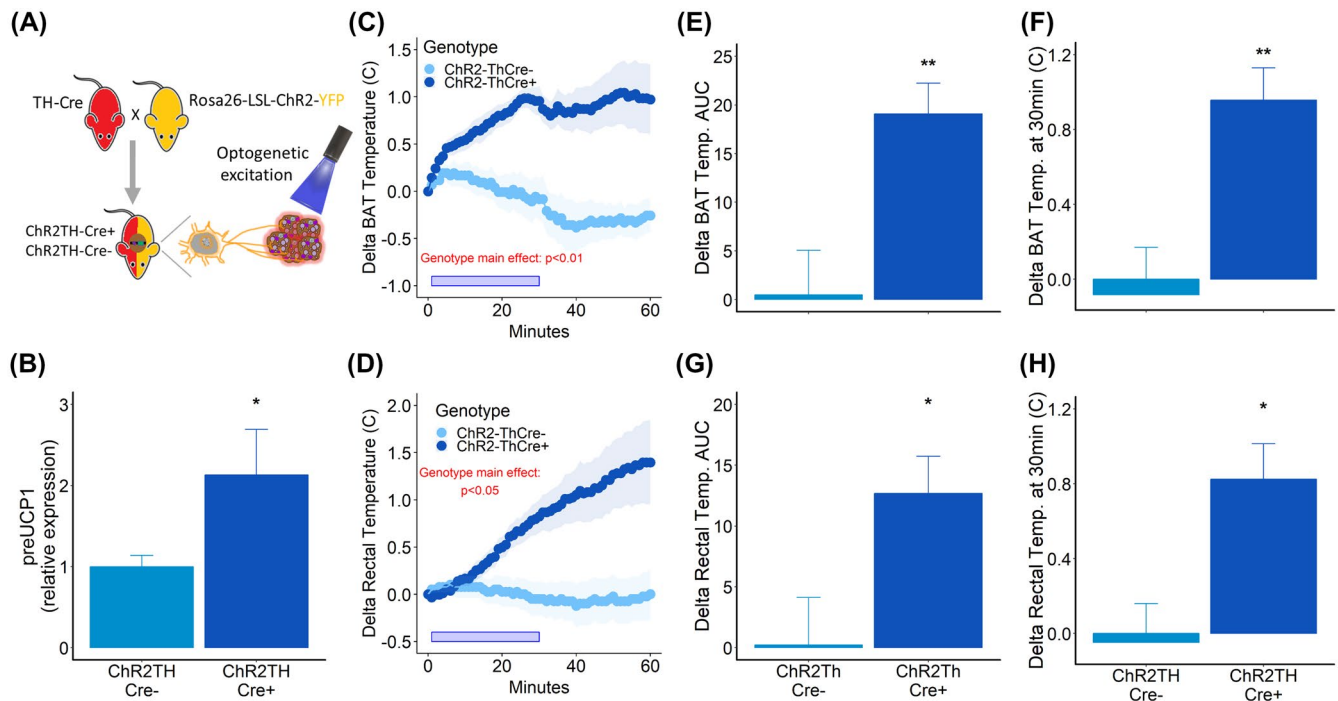 (A)
TH-Cre
X
Rosa26-LSL-ChR2-YFP
Optogenetic
excitation
ChR2TH-Cre+
ChR2TH-Cre-
(B)
preUCP1
(relative expression)
3
2
1
0
*
ChR2TH
Cre-
ChR2TH
Cre+
(C)
Delta BAT Temperature (C)
1.5
1.0
0.5
0.0
-0.5
-1.0
Genotype
ChR2-ThCre-
ChR2-ThCre+
Genotype main effect: p<0.01
0
20
40
60
Minutes
(D)
Delta Rectal Temperature (C)
2.0
1.5
1.0
0.5
0.0
-0.5
Genotype
ChR2-ThCre-
ChR2-ThCre+
Genotype main effect:
p<0.05
0
20
40
60
Minutes
(E)
Delta BAT Temp. AUC
25
20
15
10
5
0
**
(F)
Delta BAT Temp. at 30min (C)
1.2
0.8
0.4
0.0
**
(G)
Delta Rectal Temp. AUC
20
15
10
5
0
*
ChR2Th
Cre-
ChR2Th
Cre+
(H)
Delta Rectal Temp. at 30min (C)
1.2
0.8
0.4
0.0
*
ChR2TH
Cre-
ChR2TH
Cre+